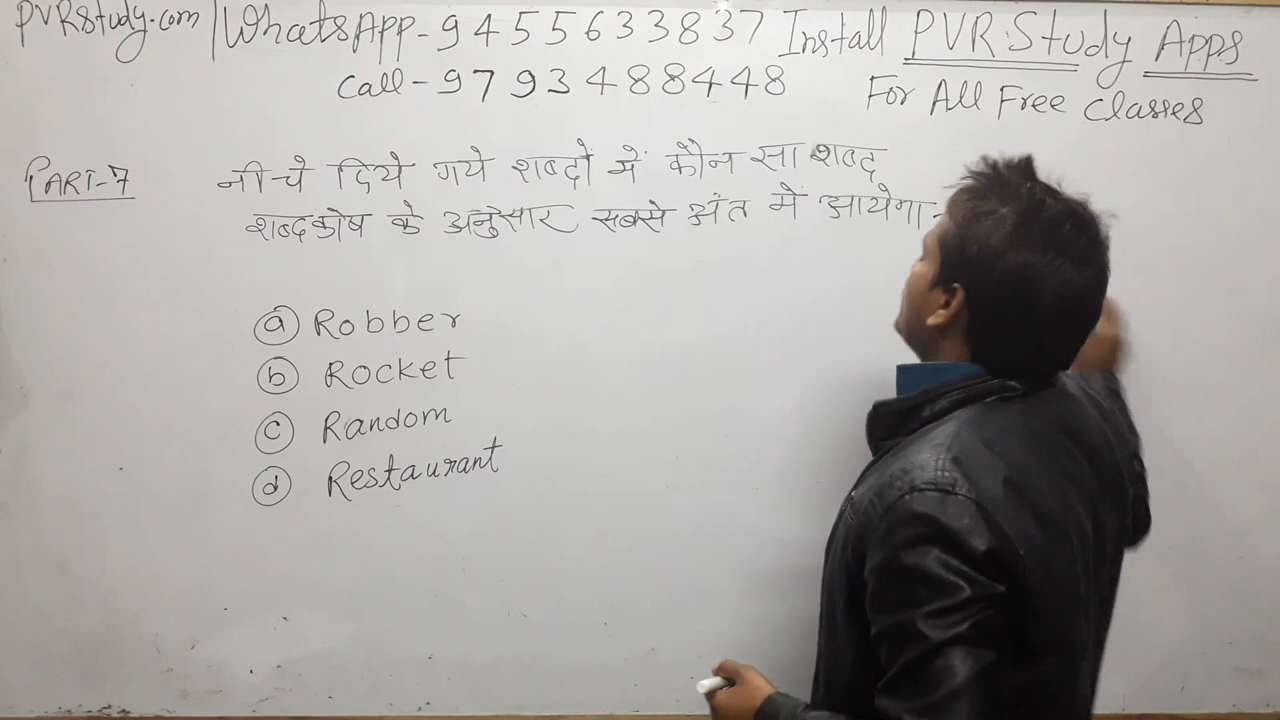 PVRStudy.com | WhatsApp - 9455633837 Install PVR Study Apps
Call - 9793488448 For All Free Classes
PART-7 नीचे दिये गये शब्दों में कौन सा शब्द
शब्दकोष के अनुसार सबसे अंत में आयेगा -
(a) Robber
(b) Rocket
(c) Random
(d) Restaurant